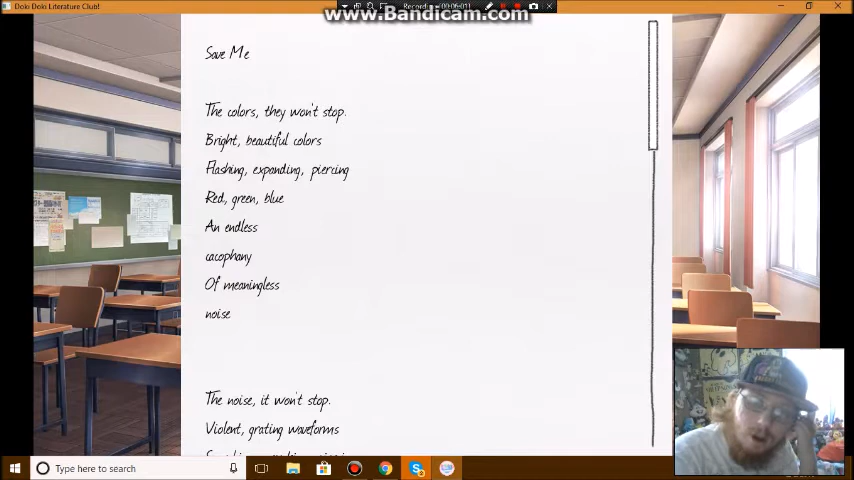 Doki Doki Literature Club!
www.Bandicam.com
Save Me
The colors, they won't stop.
Bright, beautiful colors
Flashing, expanding, piercing
Red, green, blue
An endless
cacophany
Of meaningless
noise
The noise, it won't stop.
Violent, grating waveforms
Type here to search